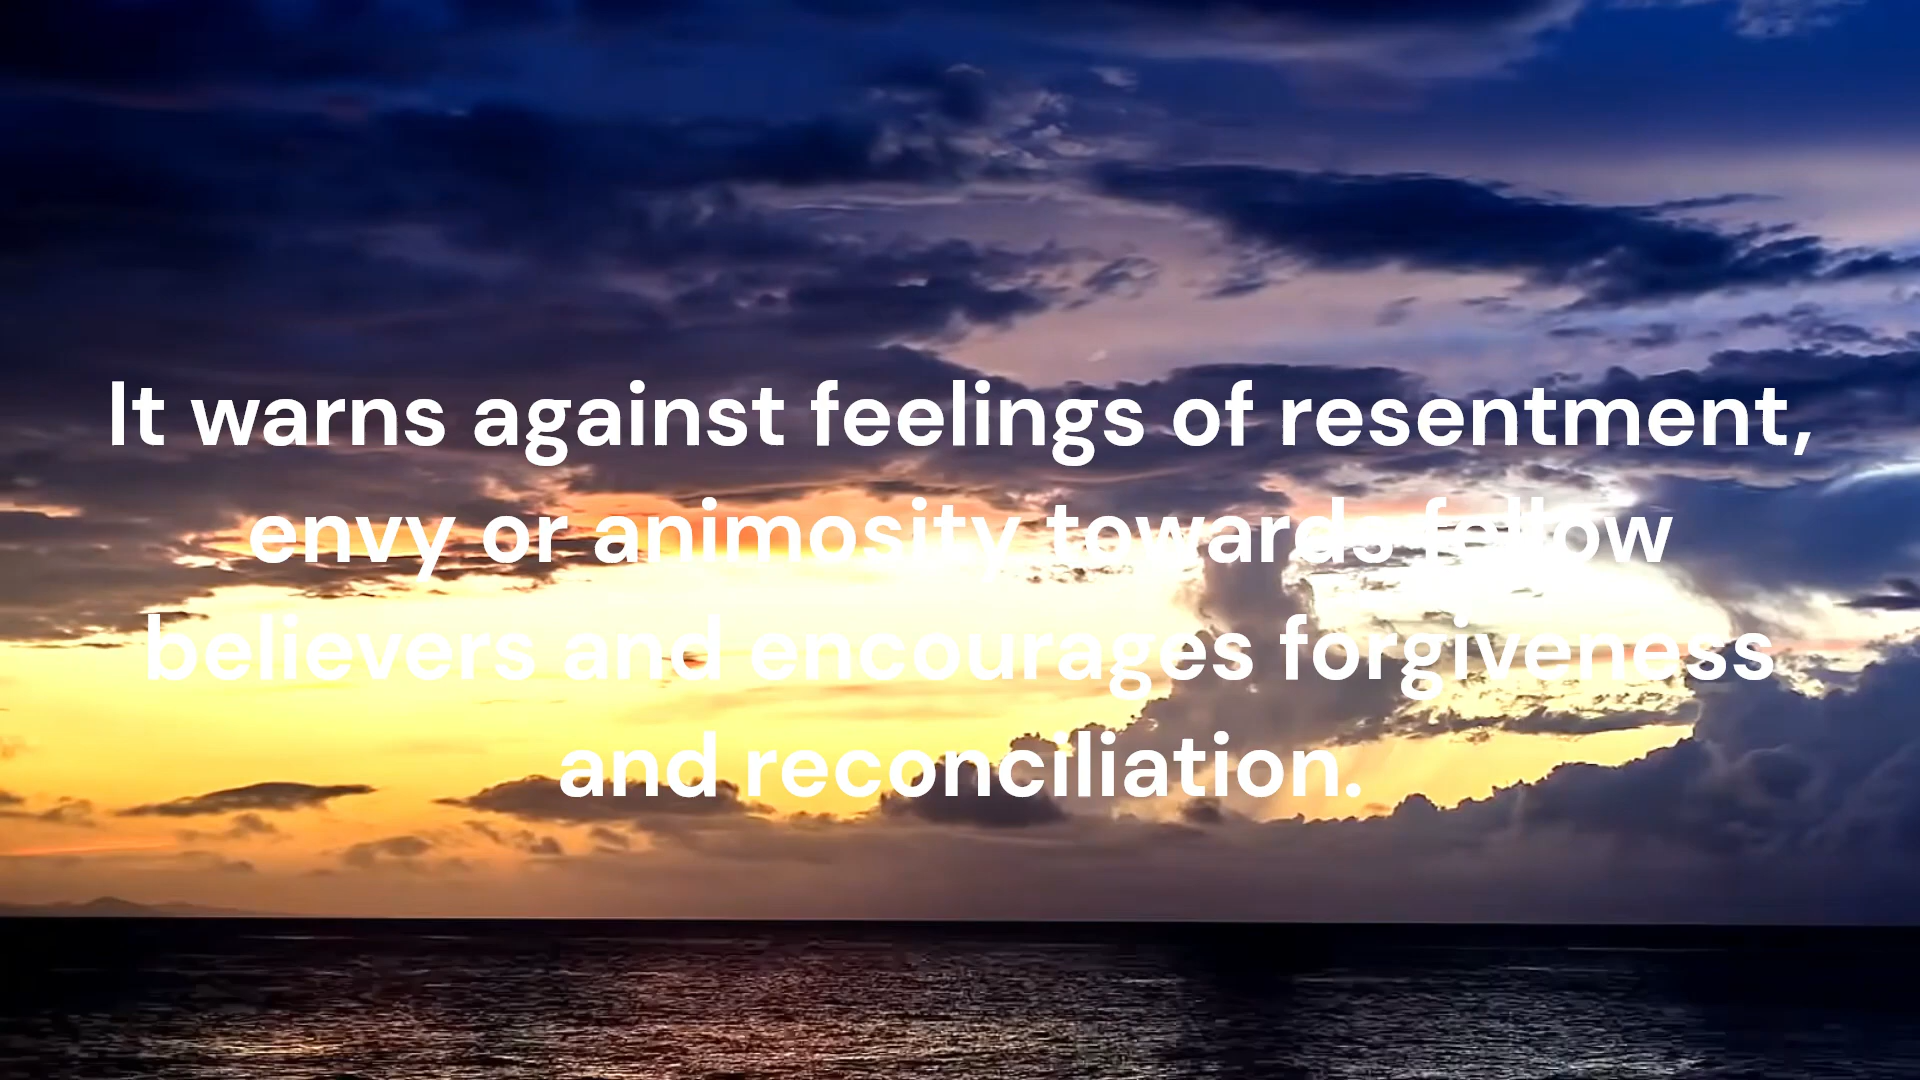 It warns against feelings of resentment,
envy or animosity towards fellow
believers and encourages forgiveness
and reconciliation.